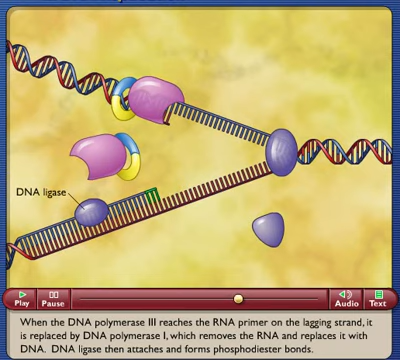 DNA ligase
Play
Pause
Audio
Text
When the DNA polymerase III reaches the RNA primer on the lagging strand, it
is replaced by DNA polymerase I, which removes the RNA and replaces it with
DNA. DNA ligase then attaches and forms phosphodiester bonds.